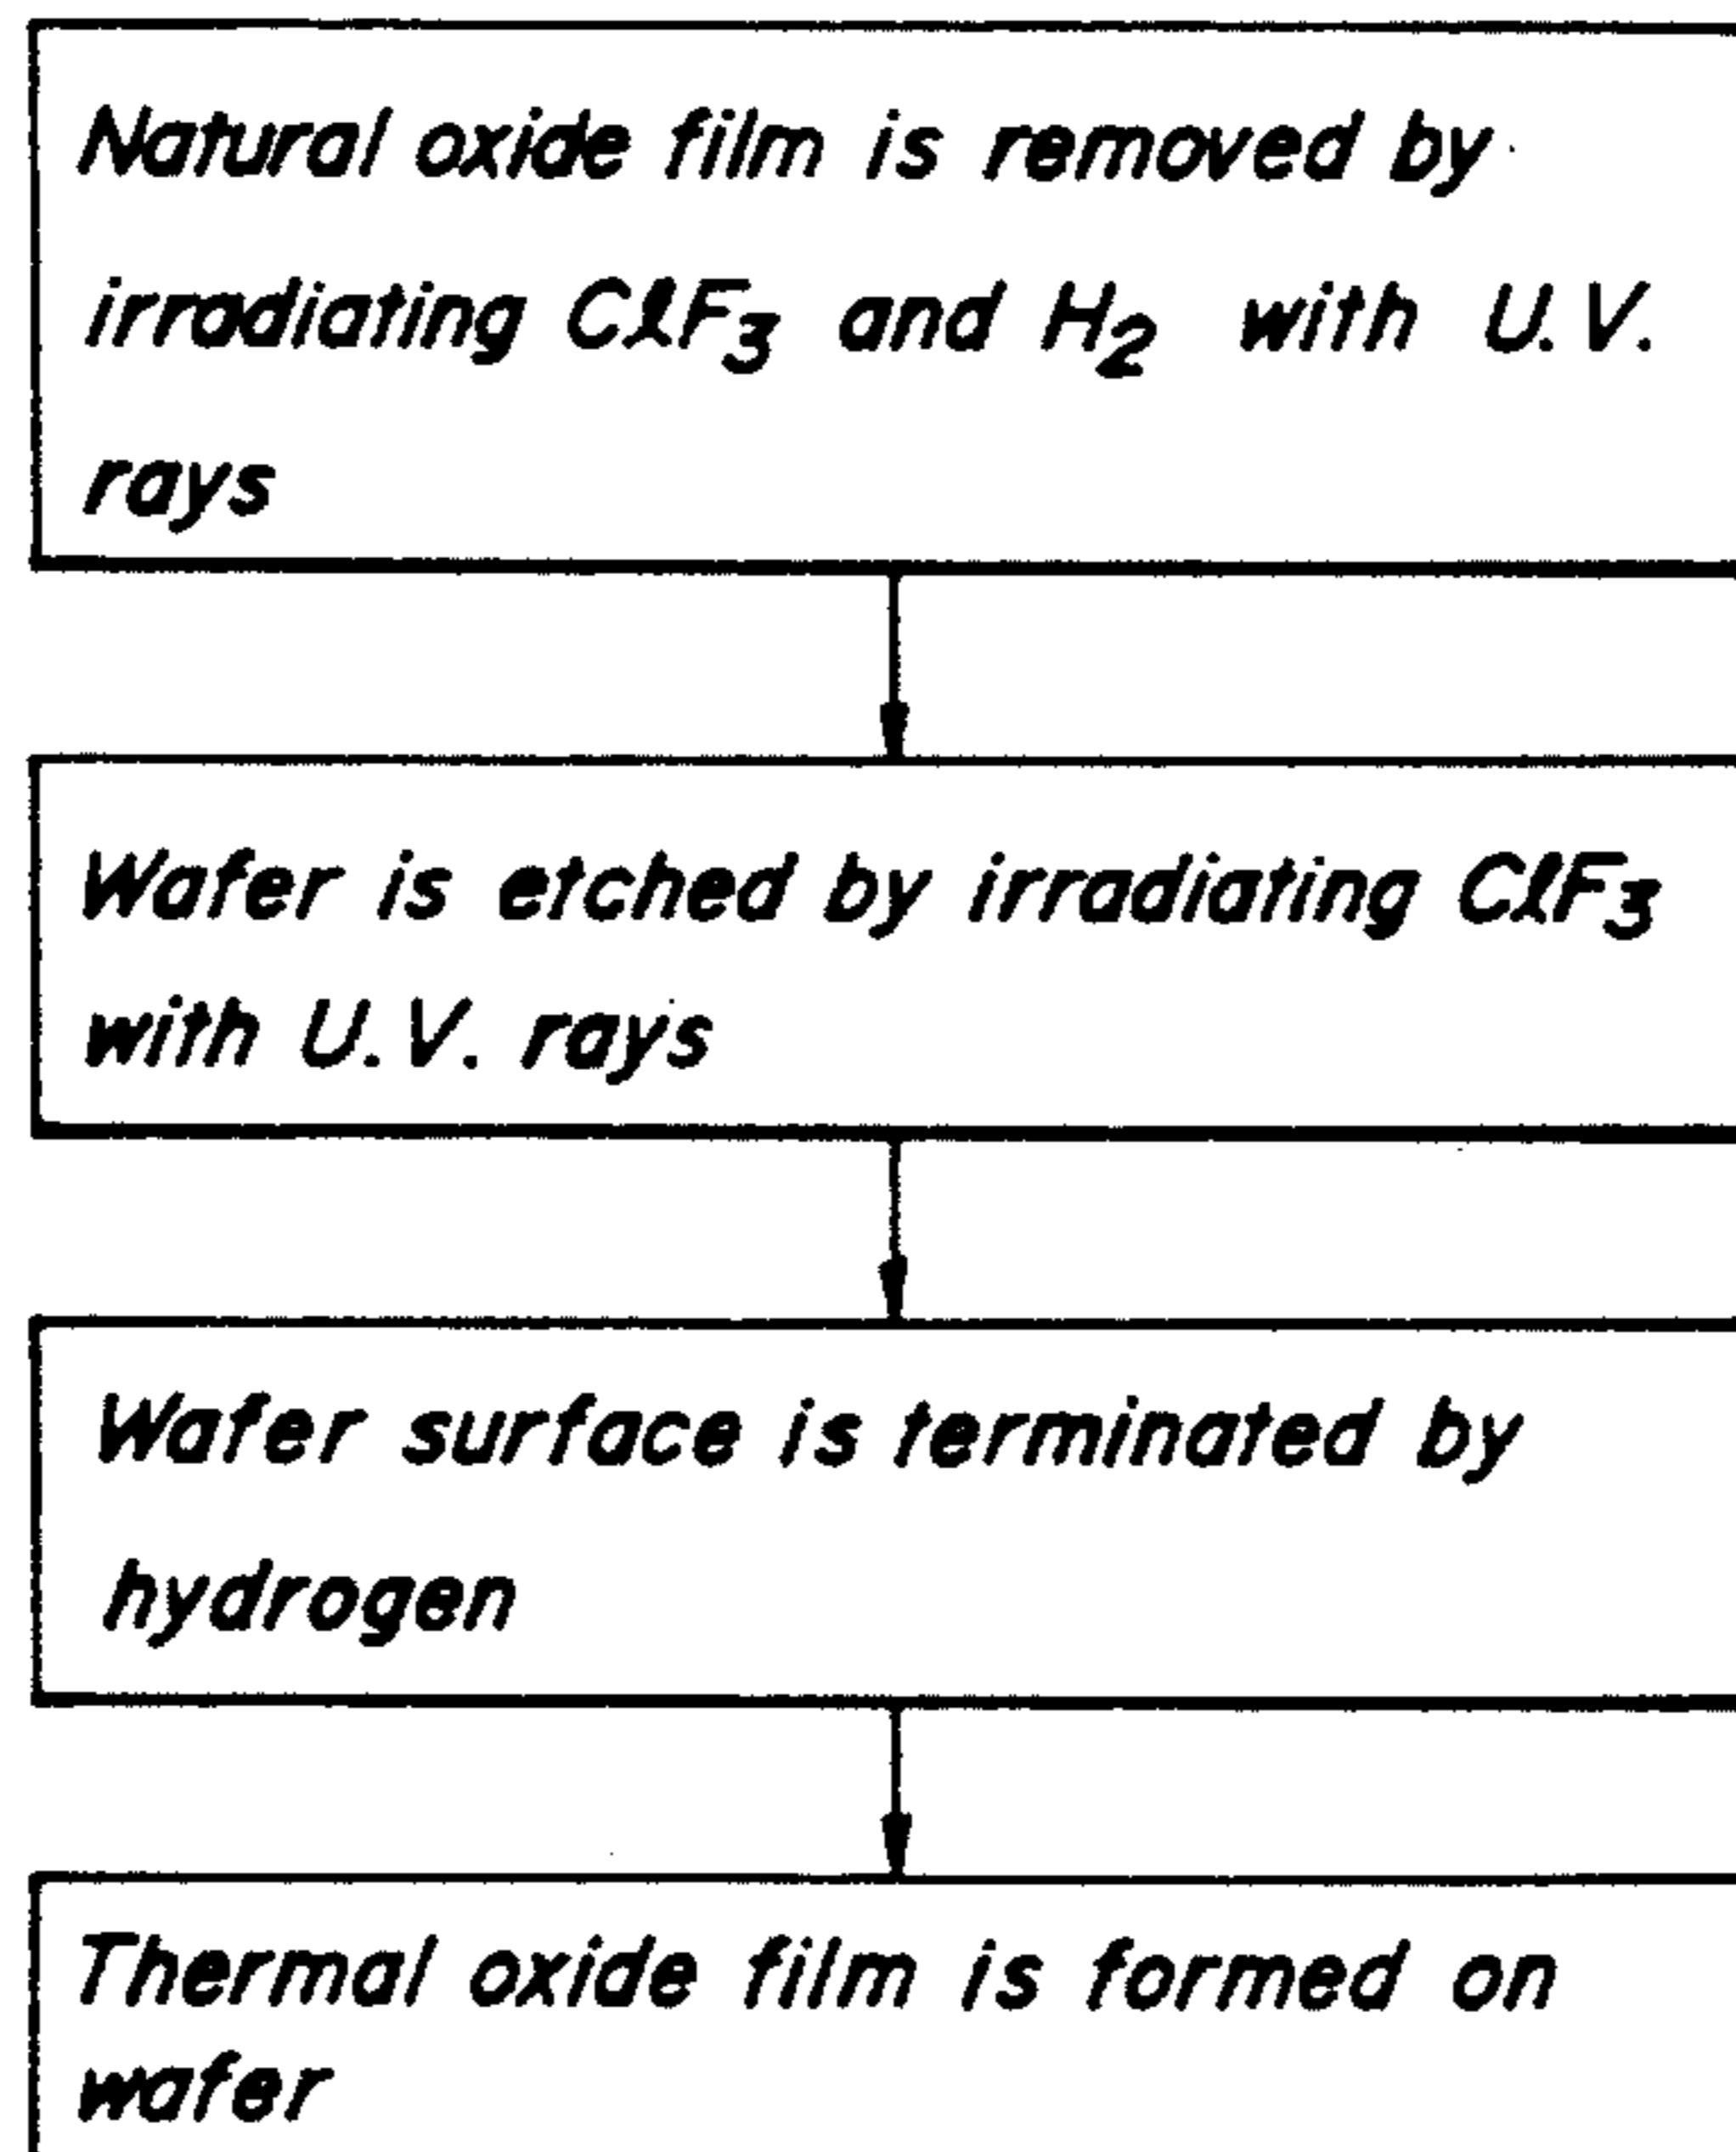 Natural oxide film is removed by
irradiating ClF₃ and H₂ with U.V.
rays
Wafer is etched by irradiating ClF₃
with U.V. rays
Wafer surface is terminated by
hydrogen
Thermal oxide film is formed on
wafer